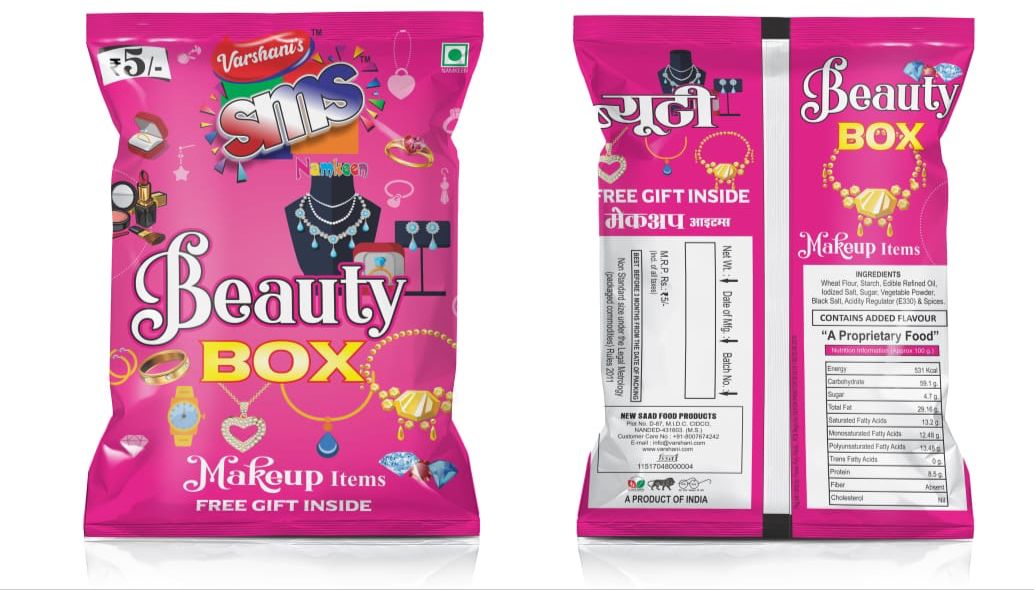 ₹5/-
Varshani's
TM
sms
TM
Namkeen
NAMKEEN
Beauty
BOX
Makeup Items
FREE GIFT INSIDE
ब्यूटी
FREE GIFT INSIDE
मेकअप आइटम्स
Net Wt. :
Date of Mfg. :
Batch No. :
M.R.P. Rs.: ₹5/-
(Incl. of all taxes)
BEST BEFORE 3 MONTHS FROM THE DATE OF PACKING
Non Standard size under the Legal Metrology
(packaged commodities) Rules 2011
NEW SAAD FOOD PRODUCTS
Plot No. D-87, M.I.D.C. CIDCO,
NANDED-431603. (M.S.)
Customer Care No : +91-8007674242
E-mail : info@varshani.com
www.varshani.com
fssai
11517048000004
A PRODUCT OF INDIA
Beauty
BOX
Makeup Items
INGREDIENTS
Wheat Flour, Starch, Edible Refined Oil,
Iodized Salt, Sugar, Vegetable Powder,
Black Salt, Acidity Regulator (E330) & Spices.
CONTAINS ADDED FLAVOUR
“A Proprietary Food”
Nutrition Information (Approx 100 g.)
Energy 531 Kcal
Carbohydrate 59.1 g.
Sugar 4.7 g.
Total Fat 29.16 g.
Saturated Fatty Acids 13.2 g
Monosaturated Fatty Acids 12.48 g.
Polyunsaturated Fatty Acids 13.48 g.
Trans Fatty Acids 0 g.
Protein 8.5 g.
Fiber Absent
Cholesterol Nil